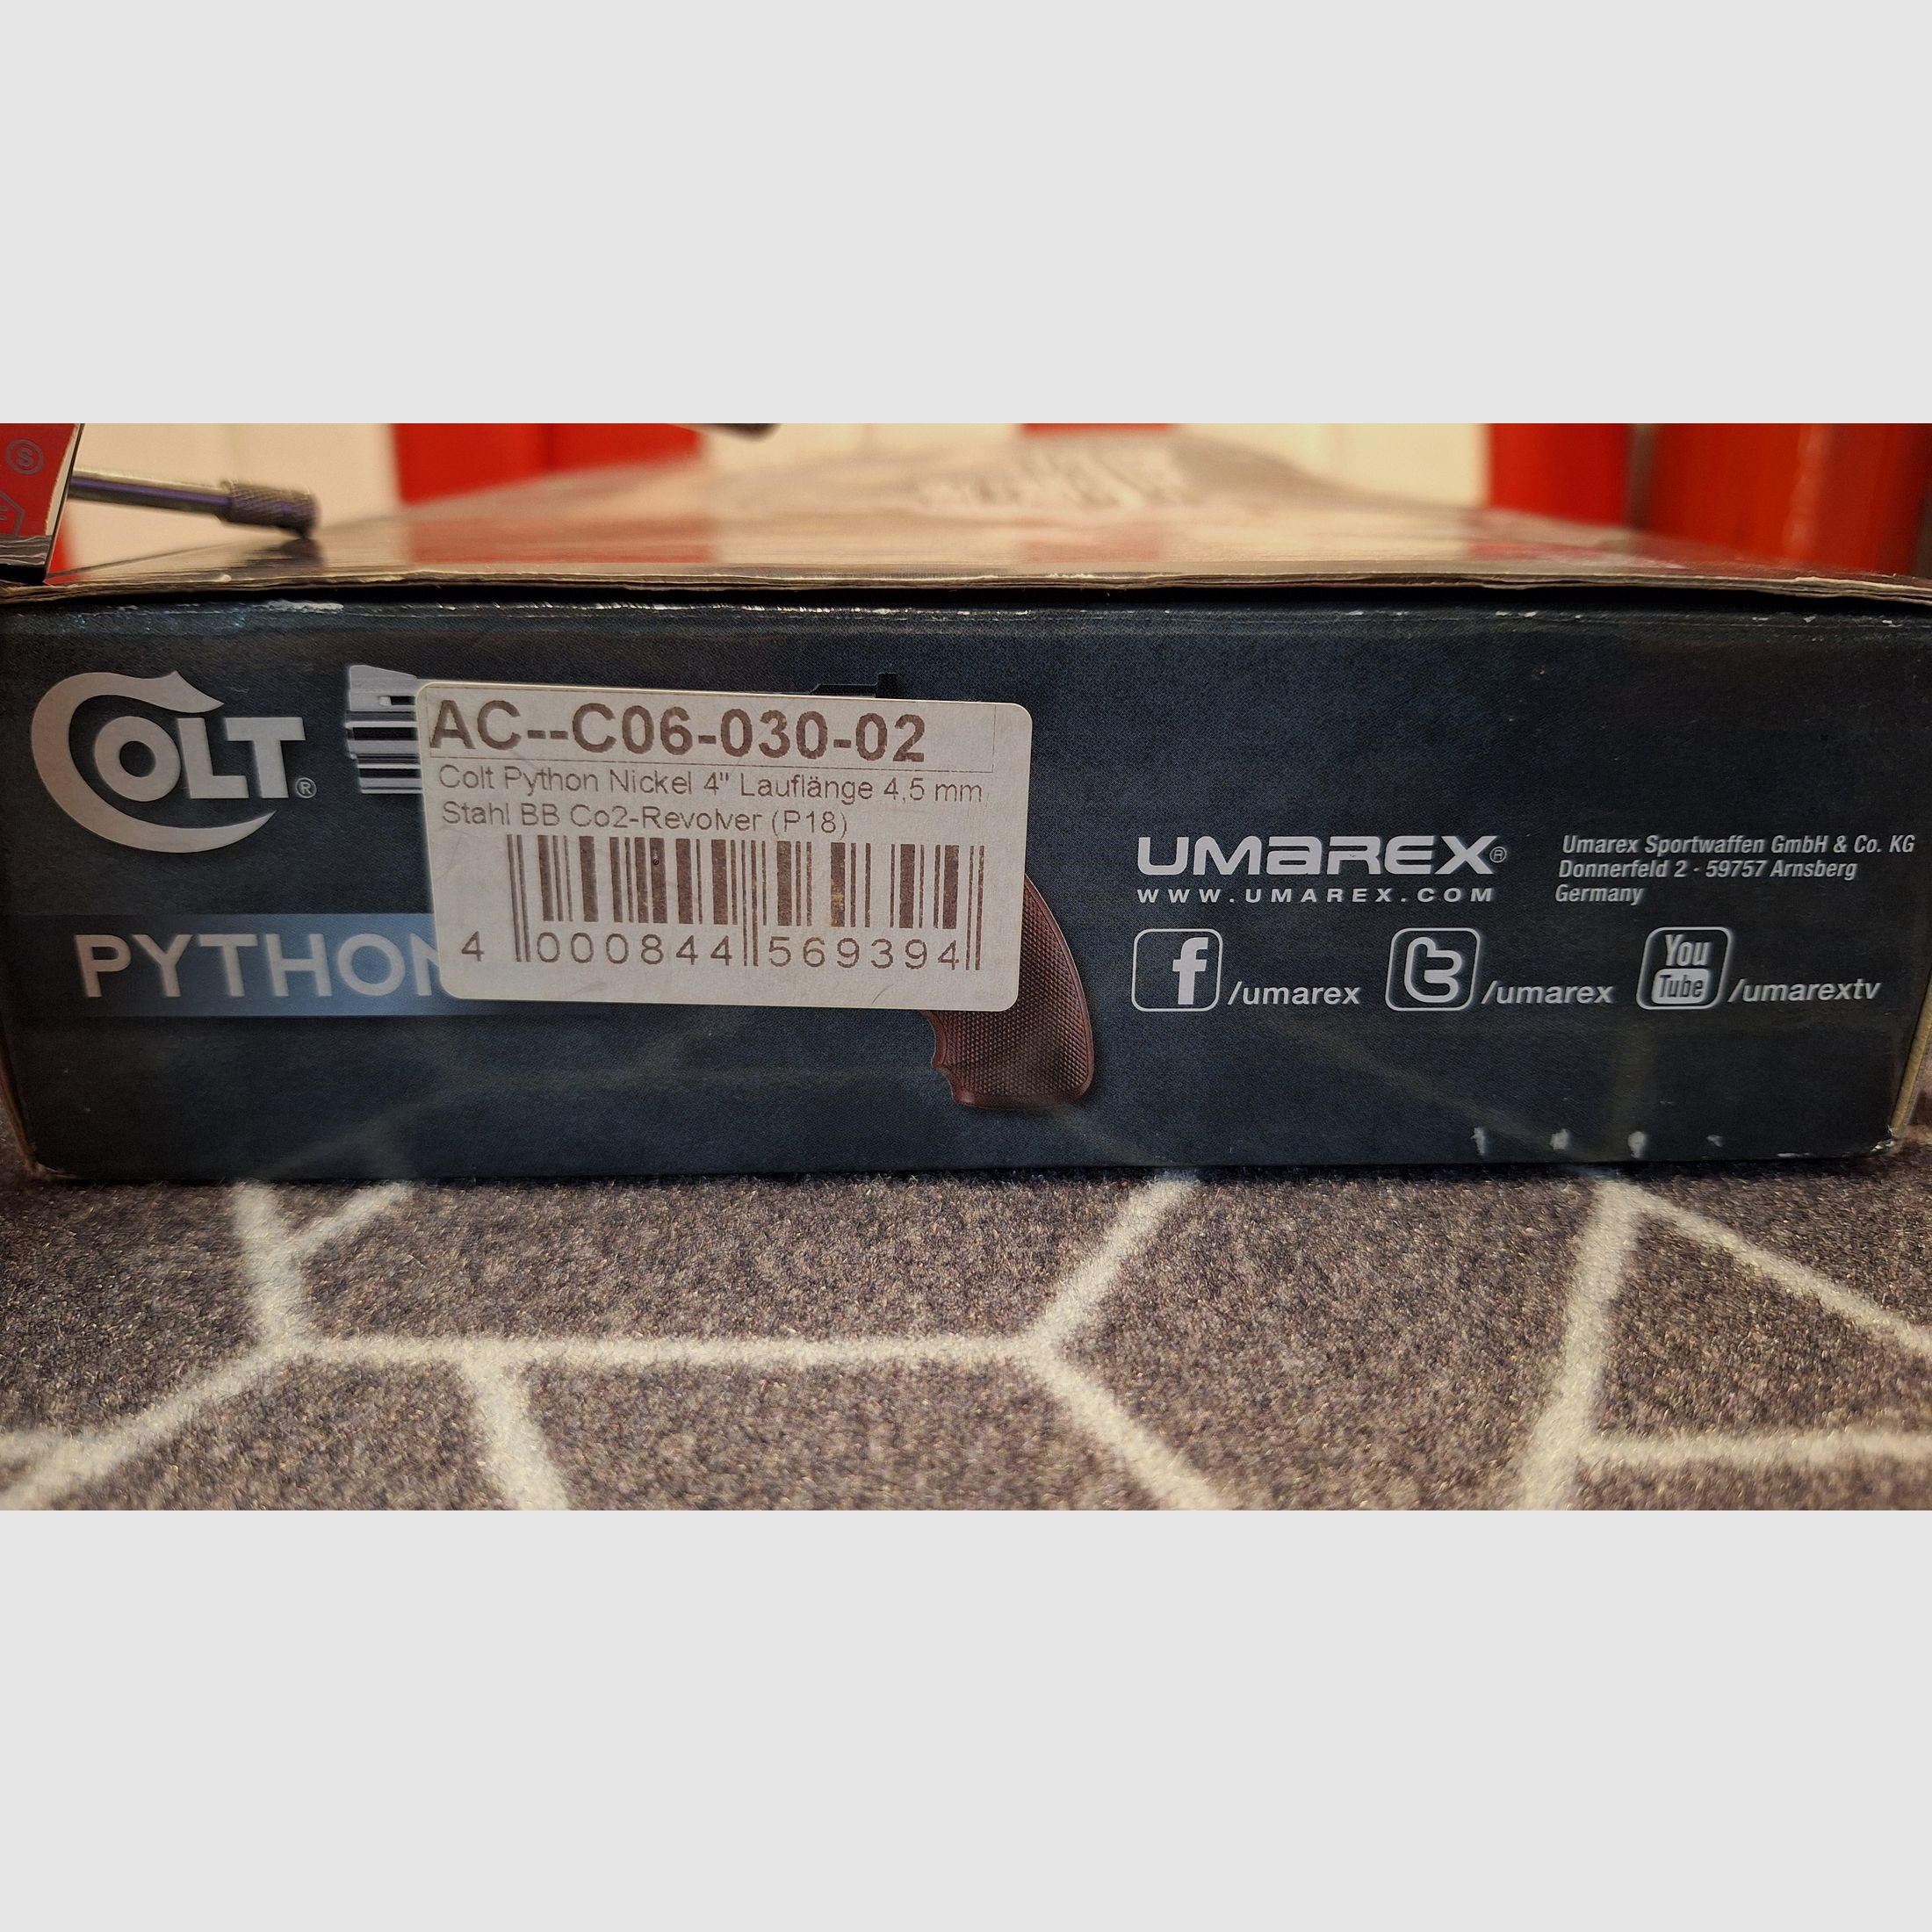 COLT®
AC--C06-030-02
Colt Python Nickel 4" Lauflänge 4,5 mm
Stahl BB Co2-Revolver (P18)
4 000844 569394
PYTHON
UMAREX®
WWW.UMAREX.COM
Umarex Sportwaffen GmbH & Co. KG
Donnerfeld 2 - 59757 Arnsberg
Germany
f /umarex
t /umarex
You Tube /umarextv
S